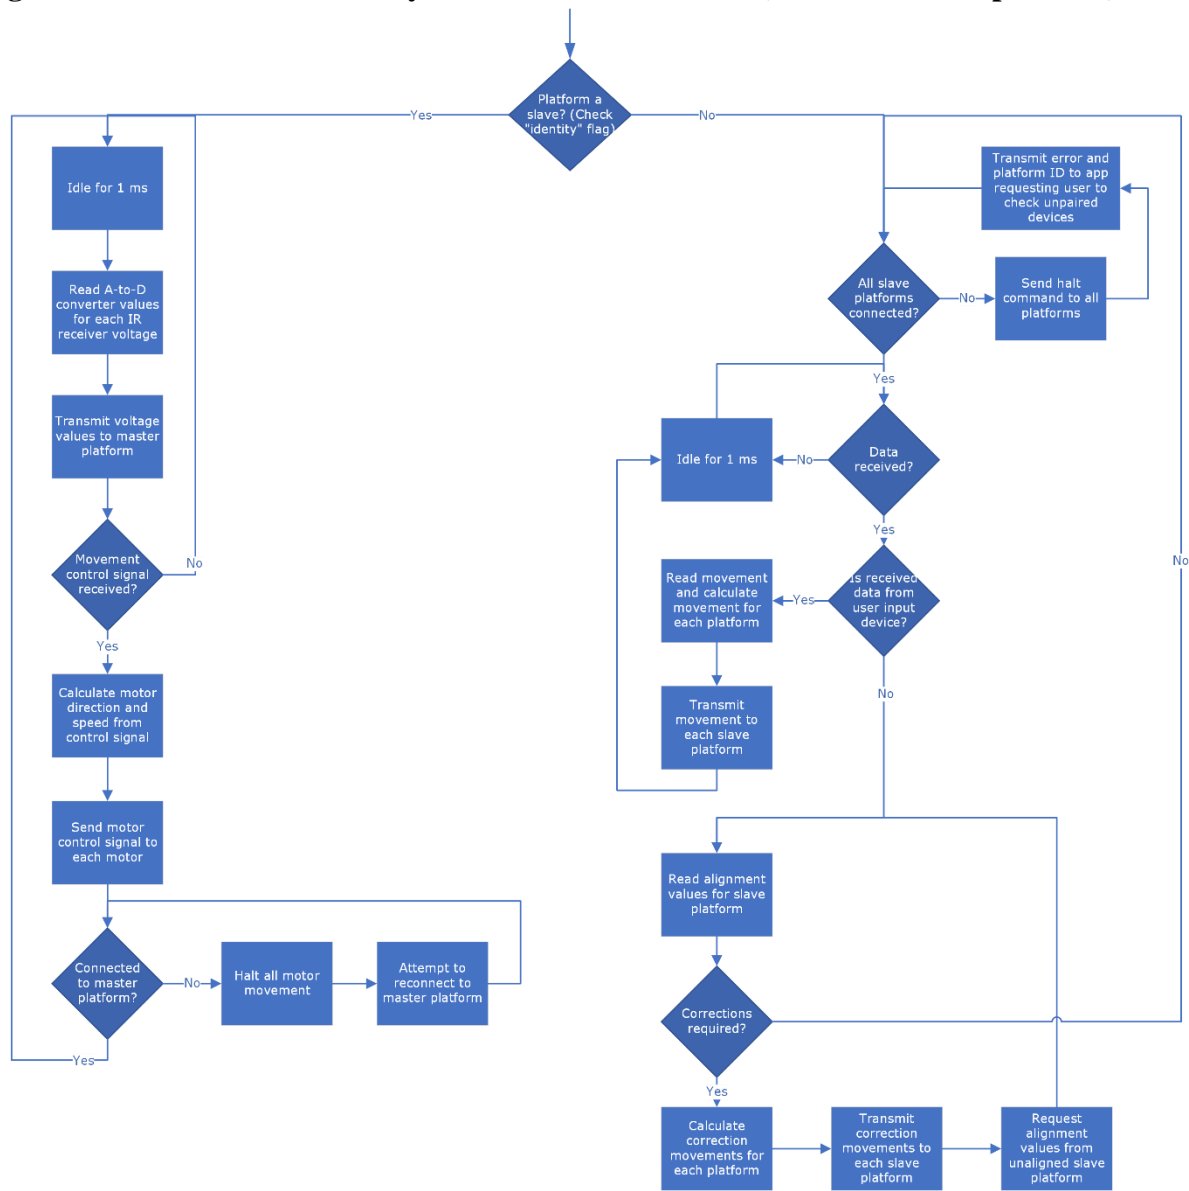 Platform a
slave? (Check
"identity" flag)
Yes
No
Idle for 1 ms
Read A-to-D
converter values
for each IR
receiver voltage
Transmit voltage
values to master
platform
Movement
control signal
received?
No
Yes
Calculate motor
direction and
speed from
control signal
Send motor
control signal to
each motor
Connected
to master
platform?
No
Halt all motor
movement
Attempt to
reconnect to
master platform
Yes
Transmit error and
platform ID to app
requesting user to
check unpaired
devices
All slave
platforms
connected?
No
Send halt
command to all
platforms
Yes
Data
received?
No
Idle for 1 ms
Yes
Is received
data from
user input
device?
Yes
Read movement
and calculate
movement for
each platform
Transmit
movement to
each slave
platform
No
Read alignment
values for slave
platform
Corrections
required?
No
Yes
Calculate
correction
movements for
each platform
Transmit
correction
movements to
each slave
platform
Request
alignment
values from
unaligned slave
platform